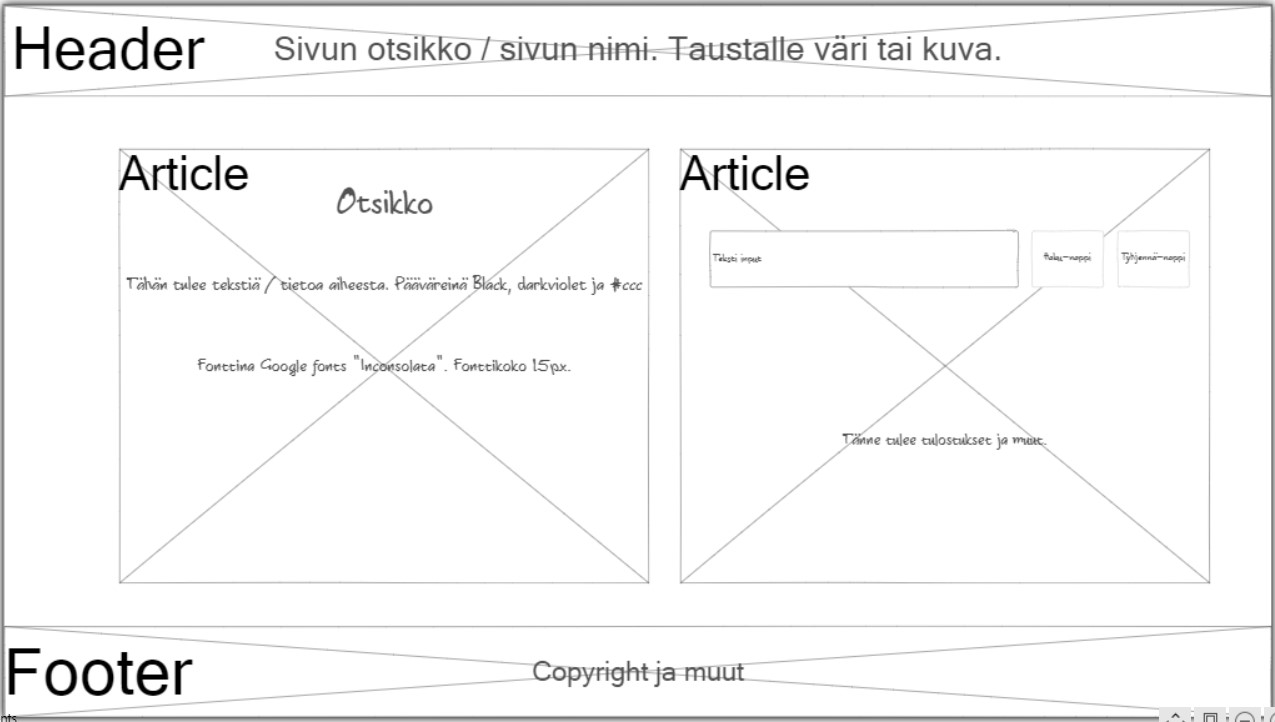 Header
Sivun otsikko / sivun nimi. Taustalle väri tai kuva.
Article
Otsikko
Tähän tulee tekstiä / tietoa aiheesta. Pääväreinä Black, darkviolet ja #ccc
Fonttina Google fonts "Inconsolata". Fonttikoko 15px.
Article
Teksti input
Haku-nappi
Tyhjennä-nappi
Tänne tulee tulostukset ja muut.
Footer
Copyright ja muut